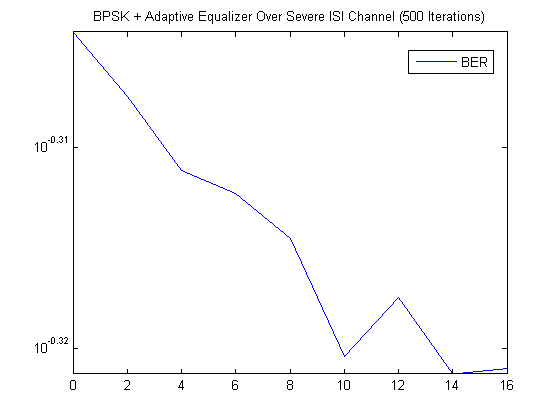 BPSK + Adaptive Equalizer Over Severe ISI Channel (500 Iterations)
BER
10^-0.31
10^-0.32
0 2 4 6 8 10 12 14 16